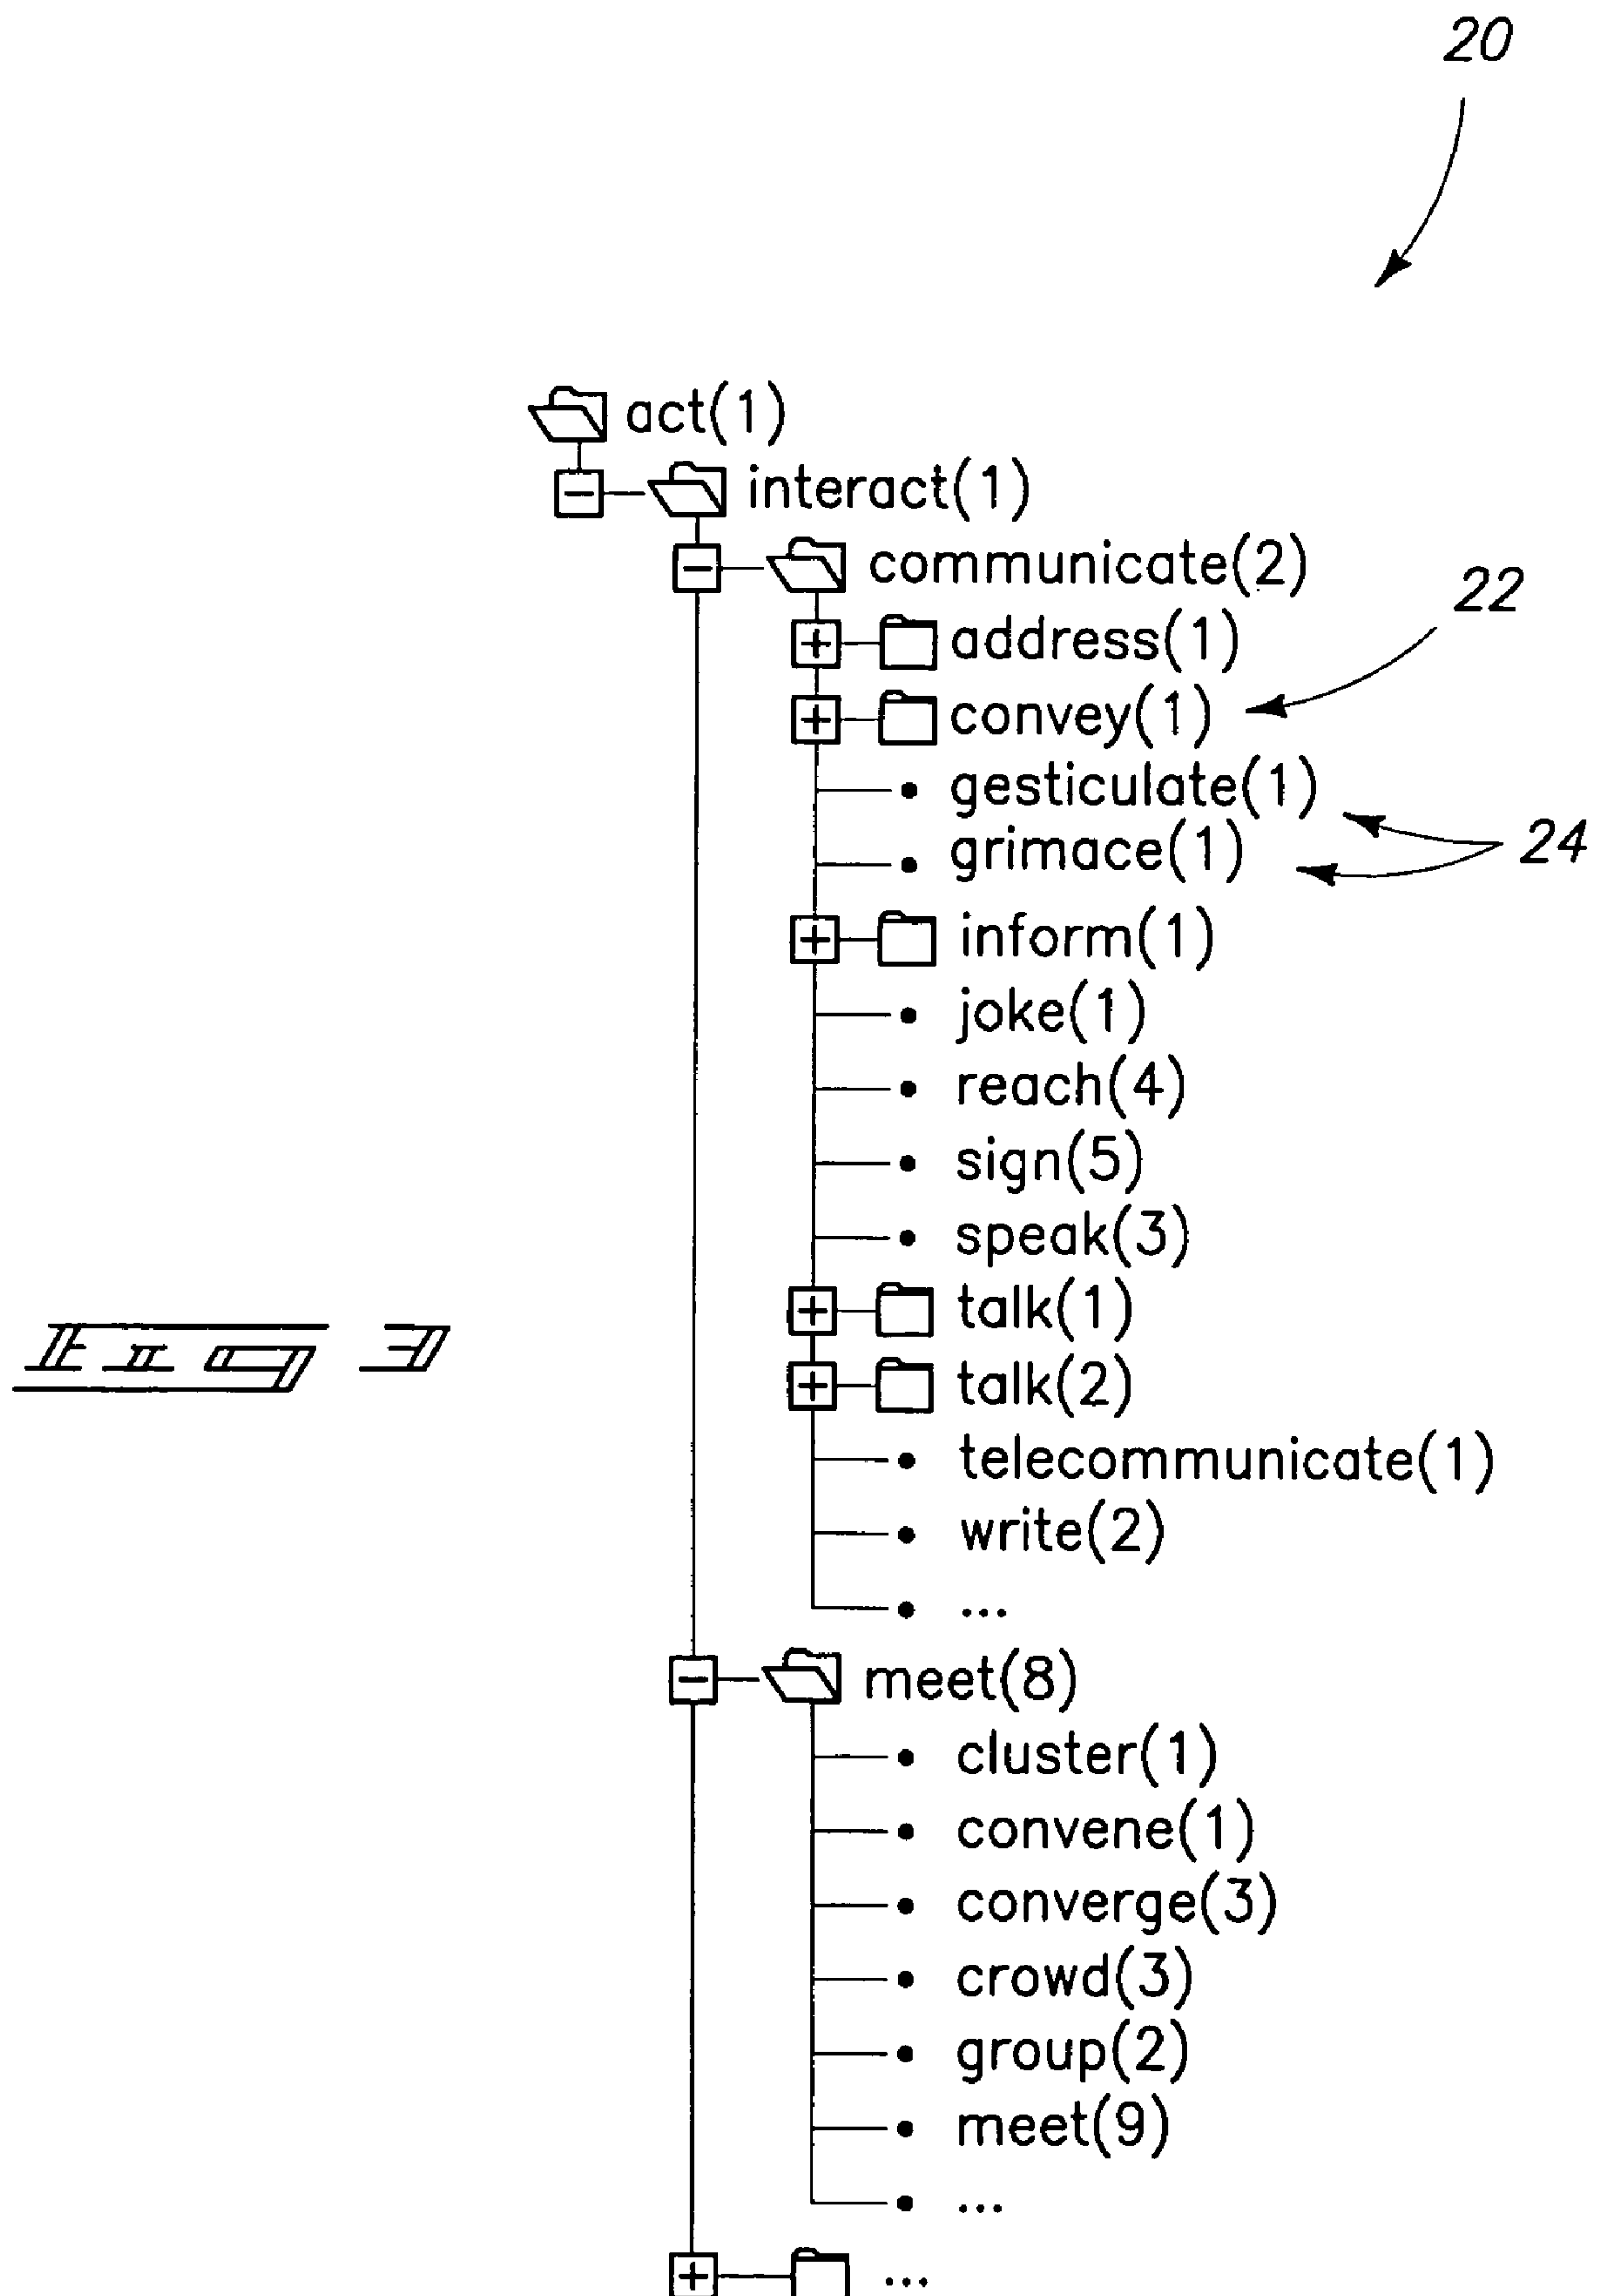 20
act(1)
interact(1)
communicate(2)
22
address(1)
convey(1)
gesticulate(1)
grimace(1)
24
inform(1)
joke(1)
reach(4)
sign(5)
speak(3)
talk(1)
Fig 3
talk(2)
telecommunicate(1)
write(2)
...
meet(8)
cluster(1)
convene(1)
converge(3)
crowd(3)
group(2)
meet(9)
...
...